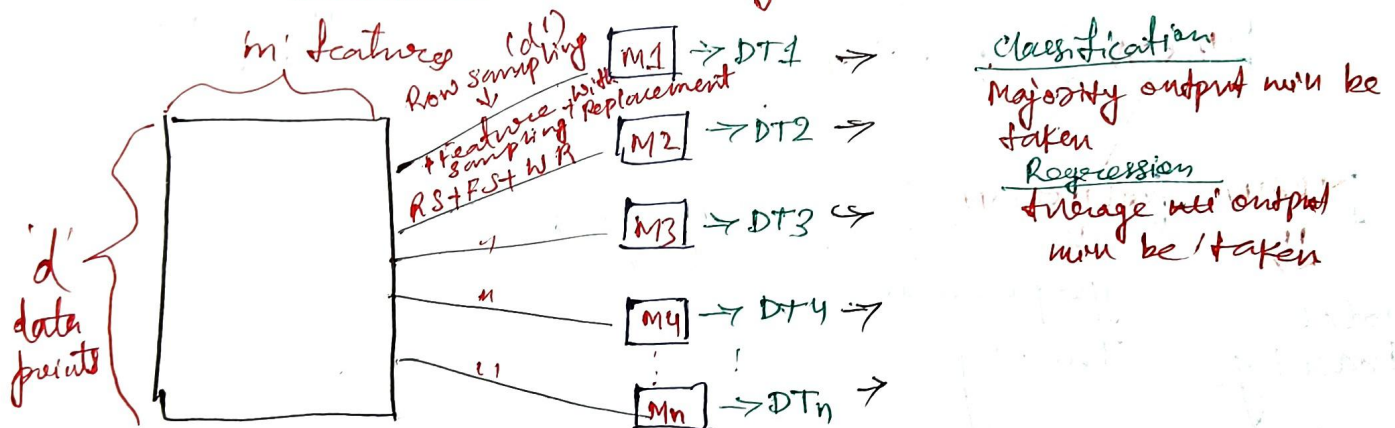 'm' features
(d')
Row sampling
+ Feature + with
sampling Replacement
RS+FS+WR
'd'
data
points
M1 → DT1 →
M2 → DT2 →
M3 → DT3 →
M4 → DT4 →
Mn → DTn →
Classification
Majority output will be
taken
Regression
Average output
will be taken